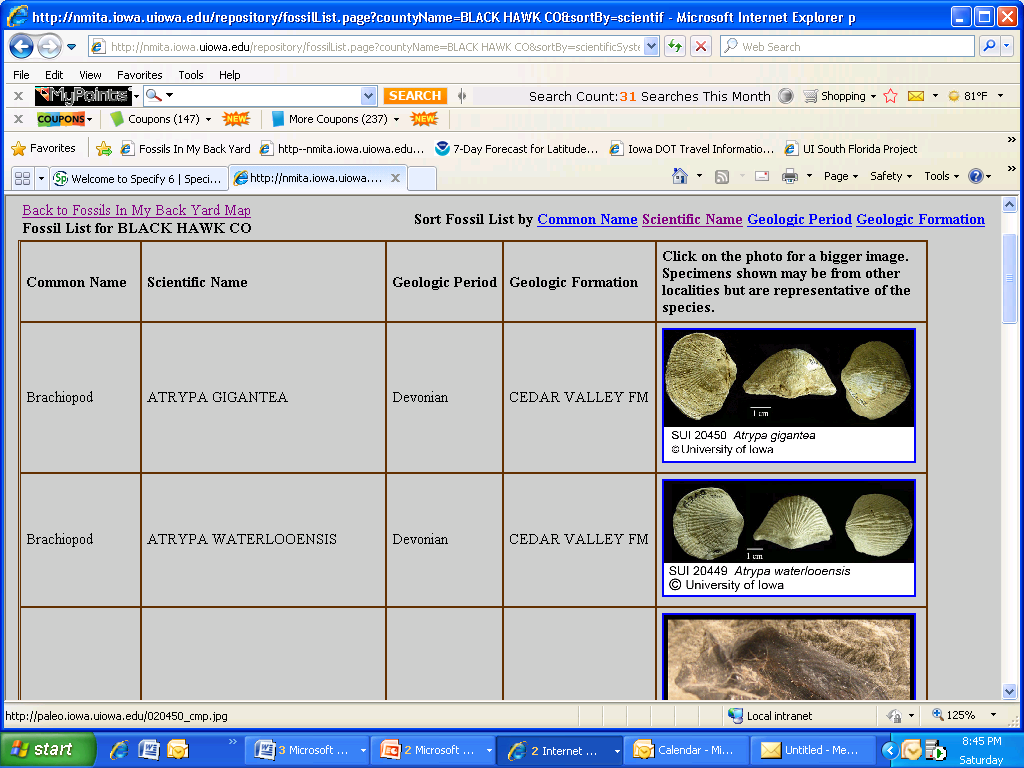 http://nmita.iowa.uiowa.edu/repository/fossilList.page?countyName=BLACK HAWK CO&sortBy=scientif - Microsoft Internet Explorer p
http://nmita.iowa.uiowa.edu/repository/fossilList.page?countyName=BLACK HAWK CO&sortBy=scientificSyste
Web Search
File Edit View Favorites Tools Help
MyPoints SEARCH Search Count:31 Searches This Month Shopping 81°F
COUPONS Coupons (147) NEW More Coupons (237) NEW
Favorites Fossils In My Back Yard http--nmita.iowa.uiowa.edu... 7-Day Forecast for Latitude... Iowa DOT Travel Informatio... UI South Florida Project
Welcome to Specify 6 | Speci... http://nmita.iowa.uiowa.... Page Safety Tools
Back to Fossils In My Back Yard Map
Fossil List for BLACK HAWK CO
Sort Fossil List by Common Name Scientific Name Geologic Period Geologic Formation
Common Name Scientific Name Geologic Period Geologic Formation
Click on the photo for a bigger image.
Specimens shown may be from other
localities but are representative of the
species.
Brachiopod ATRYPA GIGANTEA Devonian CEDAR VALLEY FM
1 cm
SUI 20450 Atrypa gigantea
©University of Iowa
Brachiopod ATRYPA WATERLOOENSIS Devonian CEDAR VALLEY FM
1 cm
SUI 20449 Atrypa waterlooensis
© University of Iowa
http://paleo.iowa.uiowa.edu/020450_cmp.jpg Local intranet 125%
start 3 Microsoft ... 2 Microsoft ... 2 Internet ... Calendar - Mi... Untitled - Me... 8:45 PM
Saturday